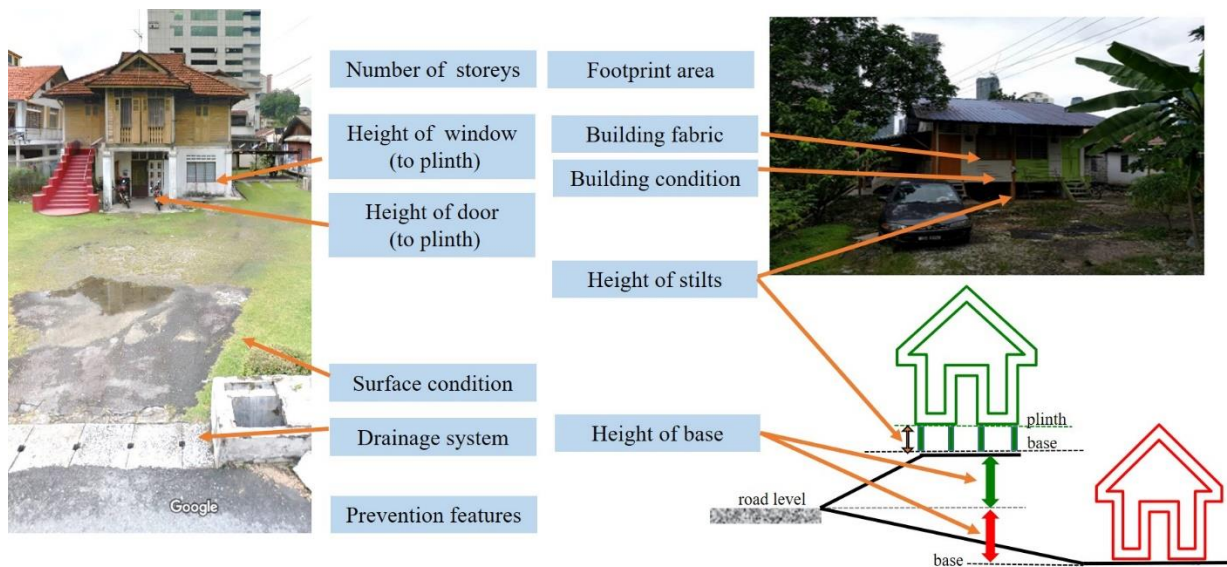 Number of storeys
Height of window
(to plinth)
Height of door
(to plinth)
Surface condition
Drainage system
Prevention features
Google
Footprint area
Building fabric
Building condition
Height of stilts
Height of base
plinth
base
road level
base